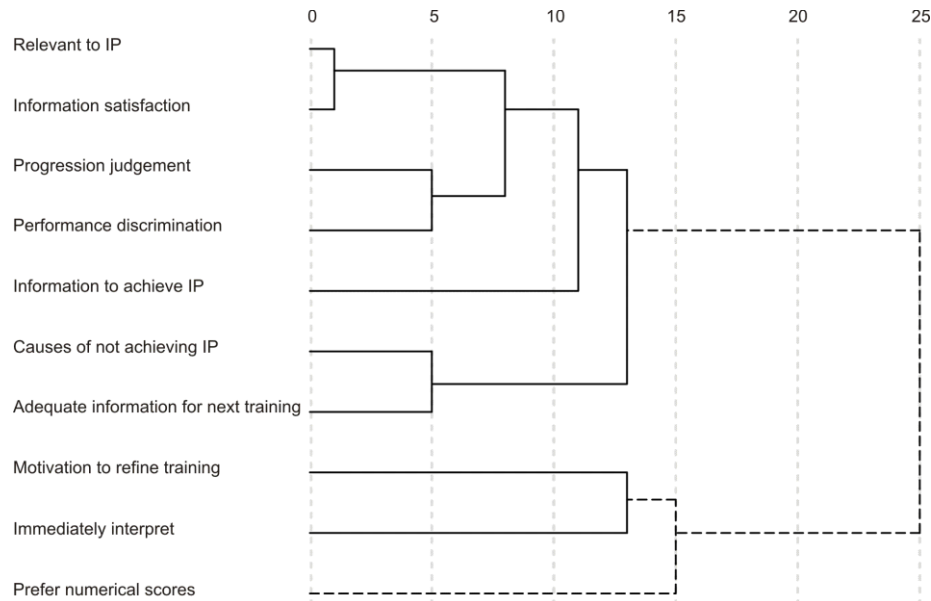 0 5 10 15 20 25
Relevant to IP
Information satisfaction
Progression judgement
Performance discrimination
Information to achieve IP
Causes of not achieving IP
Adequate information for next training
Motivation to refine training
Immediately interpret
Prefer numerical scores